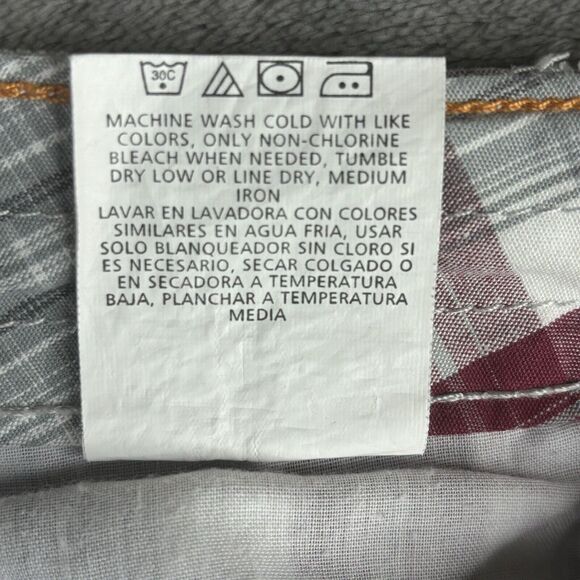 30C
MACHINE WASH COLD WITH LIKE
COLORS, ONLY NON-CHLORINE
BLEACH WHEN NEEDED, TUMBLE
DRY LOW OR LINE DRY, MEDIUM
IRON
LAVAR EN LAVADORA CON COLORES
SIMILARES EN AGUA FRIA, USAR
SOLO BLANQUEADOR SIN CLORO SI
ES NECESARIO, SECAR COLGADO O
EN SECADORA A TEMPERATURA
BAJA, PLANCHAR A TEMPERATURA
MEDIA